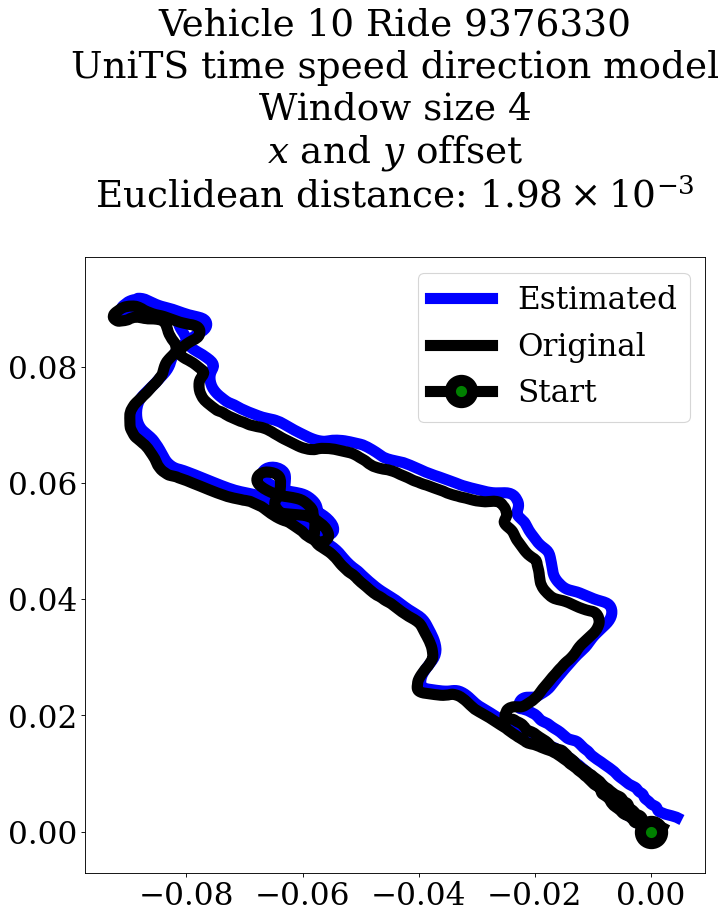 Vehicle 10 Ride 9376330
UniTS time speed direction model
Window size 4
x and y offset
Euclidean distance: 1.98 × 10⁻³
Estimated
Original
Start
0.08
0.06
0.04
0.02
0.00
−0.08 −0.06 −0.04 −0.02 0.00